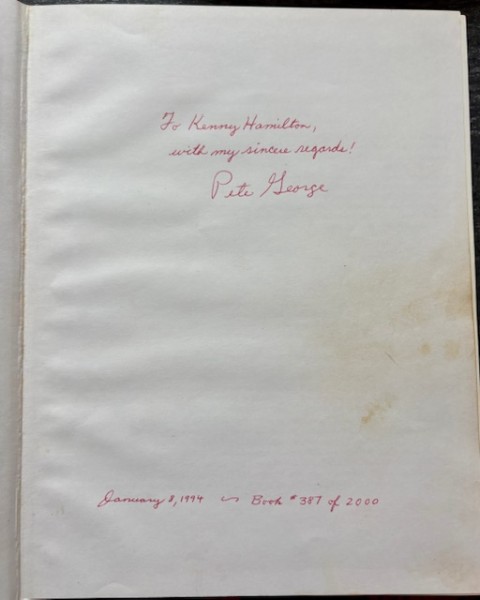 To Kenny Hamilton,
with my sincere regards!
Pete George
January 8, 1994 ~ Book #387 of 2000